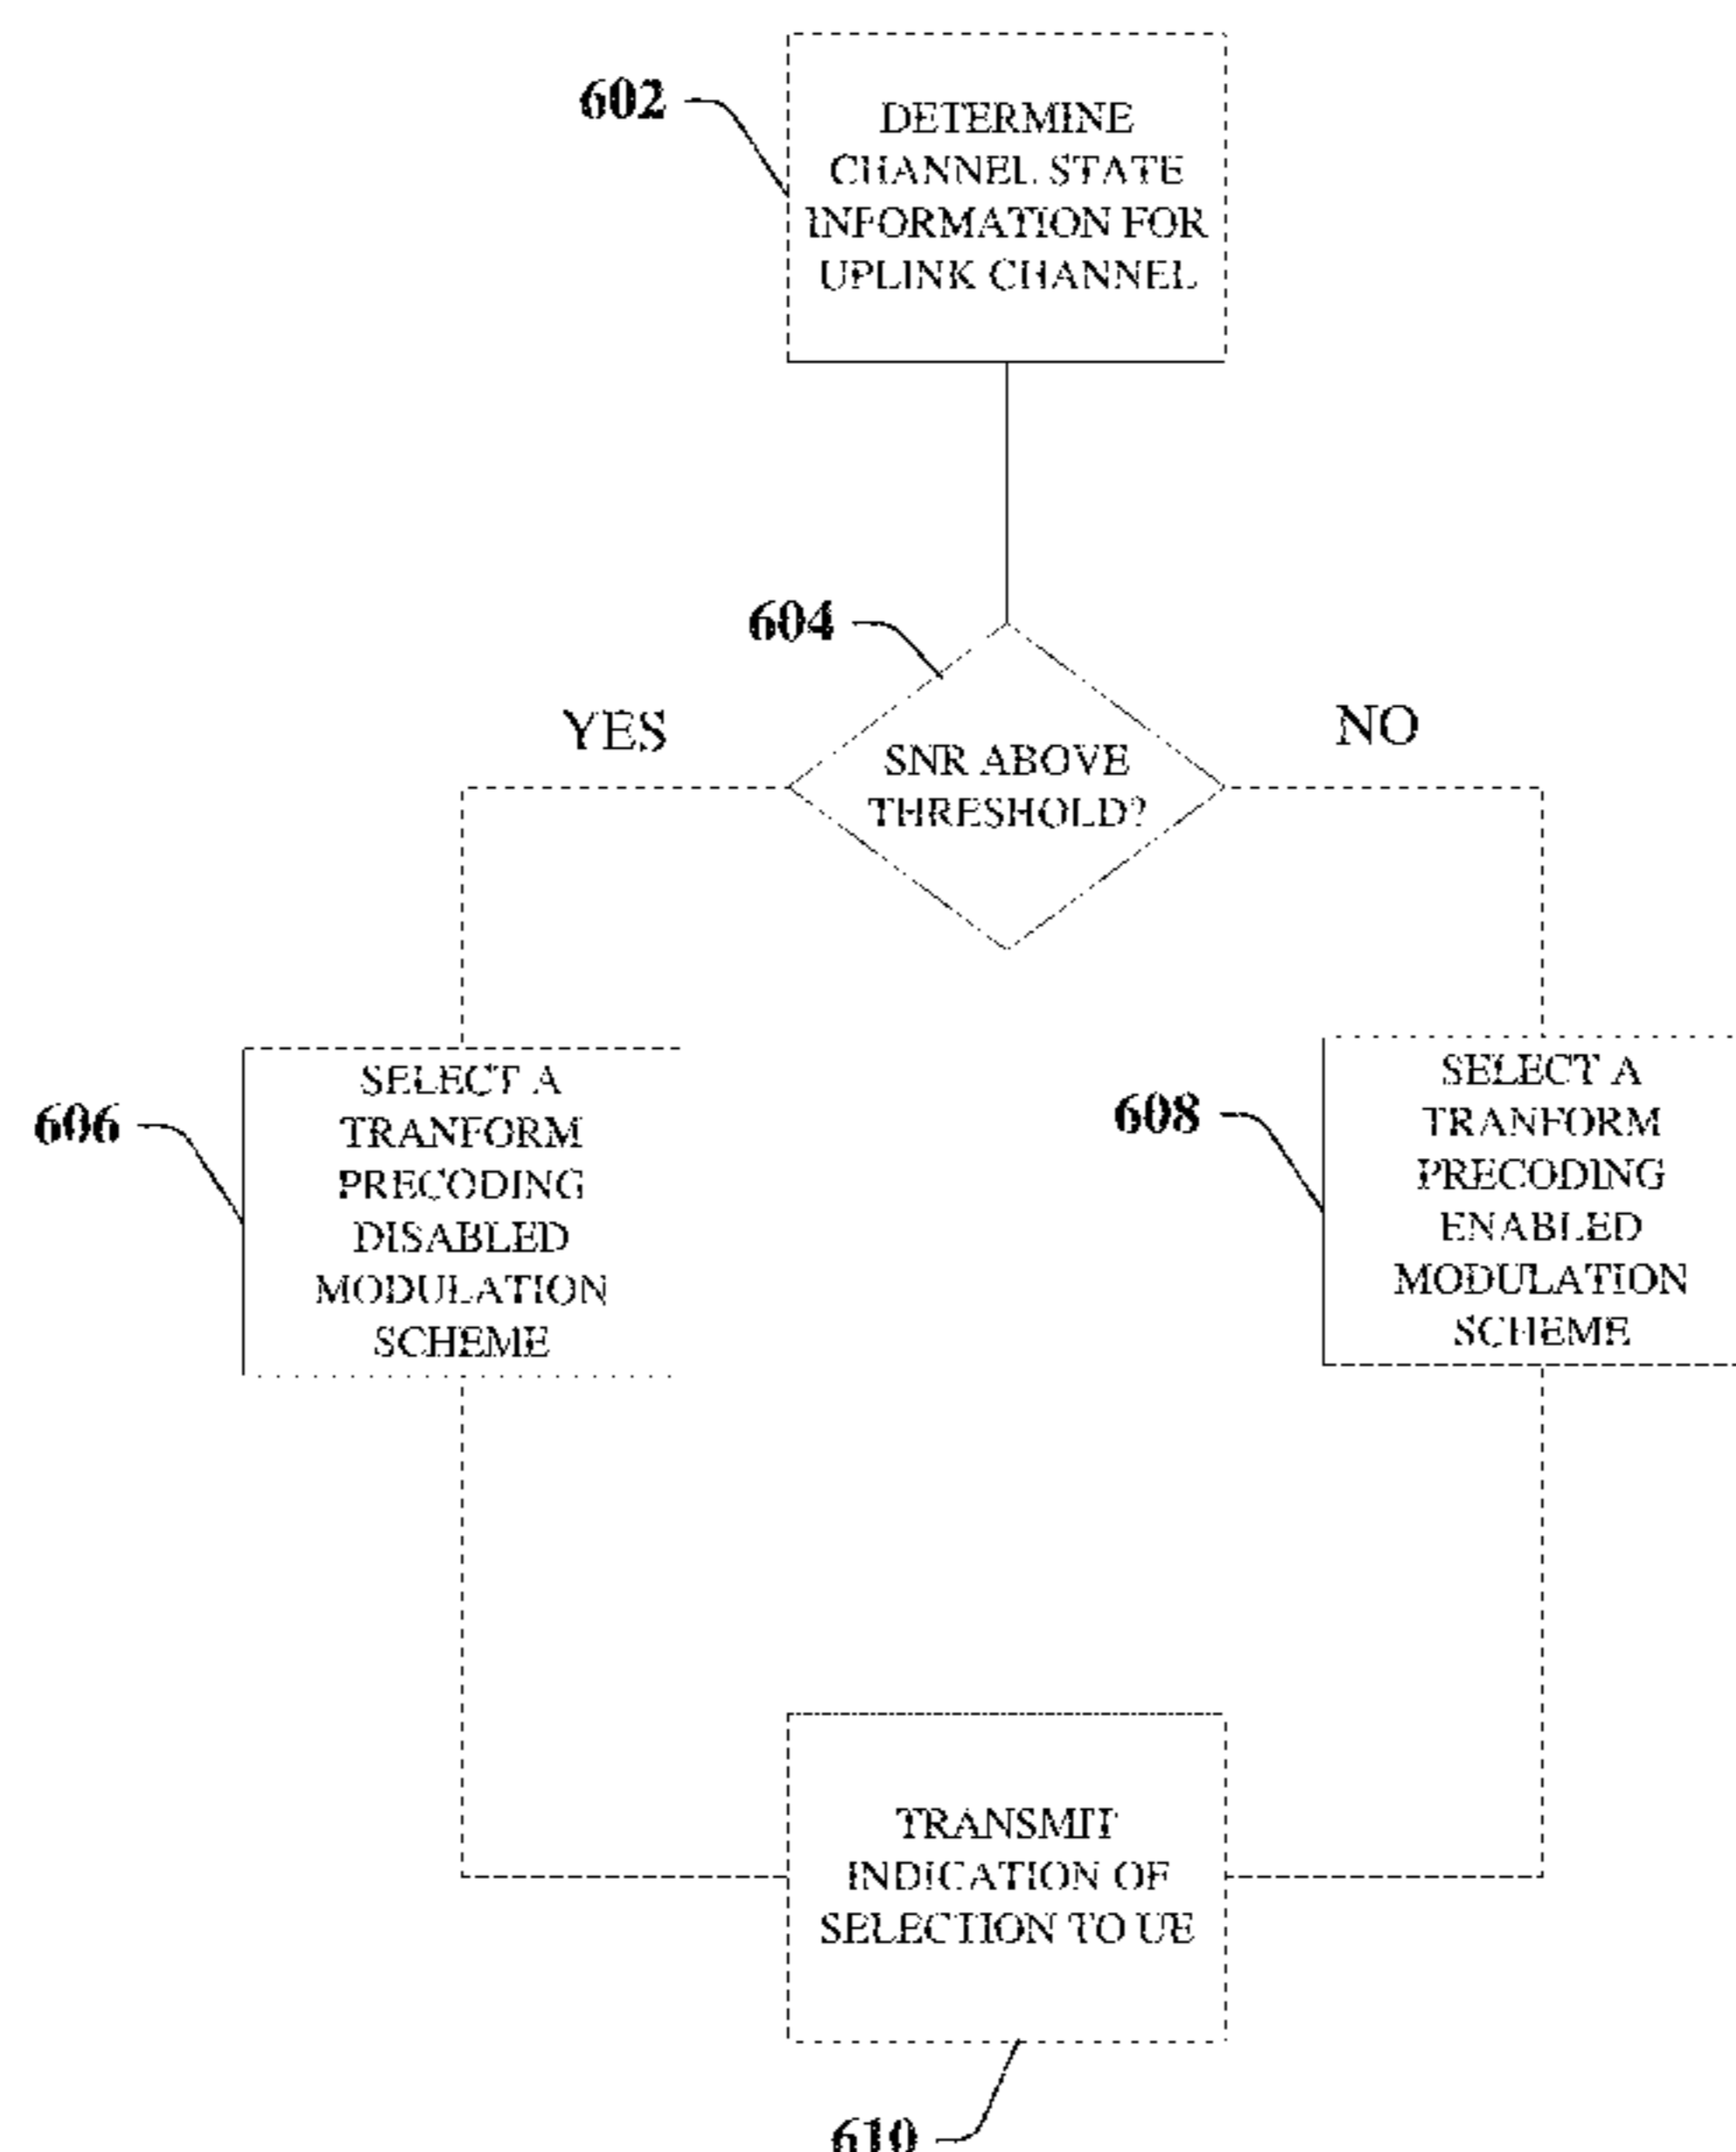 602
DETERMINE
CHANNEL STATE
INFORMATION FOR
UPLINK CHANNEL
604
YES
SNR ABOVE
THRESHOLD?
NO
606
SELECT A
TRANFORM
PRECODING
DISABLED
MODULATION
SCHEME
608
SELECT A
TRANFORM
PRECODING
ENABLED
MODULATION
SCHEME
TRANSMIT
INDICATION OF
SELECTION TO UE
610